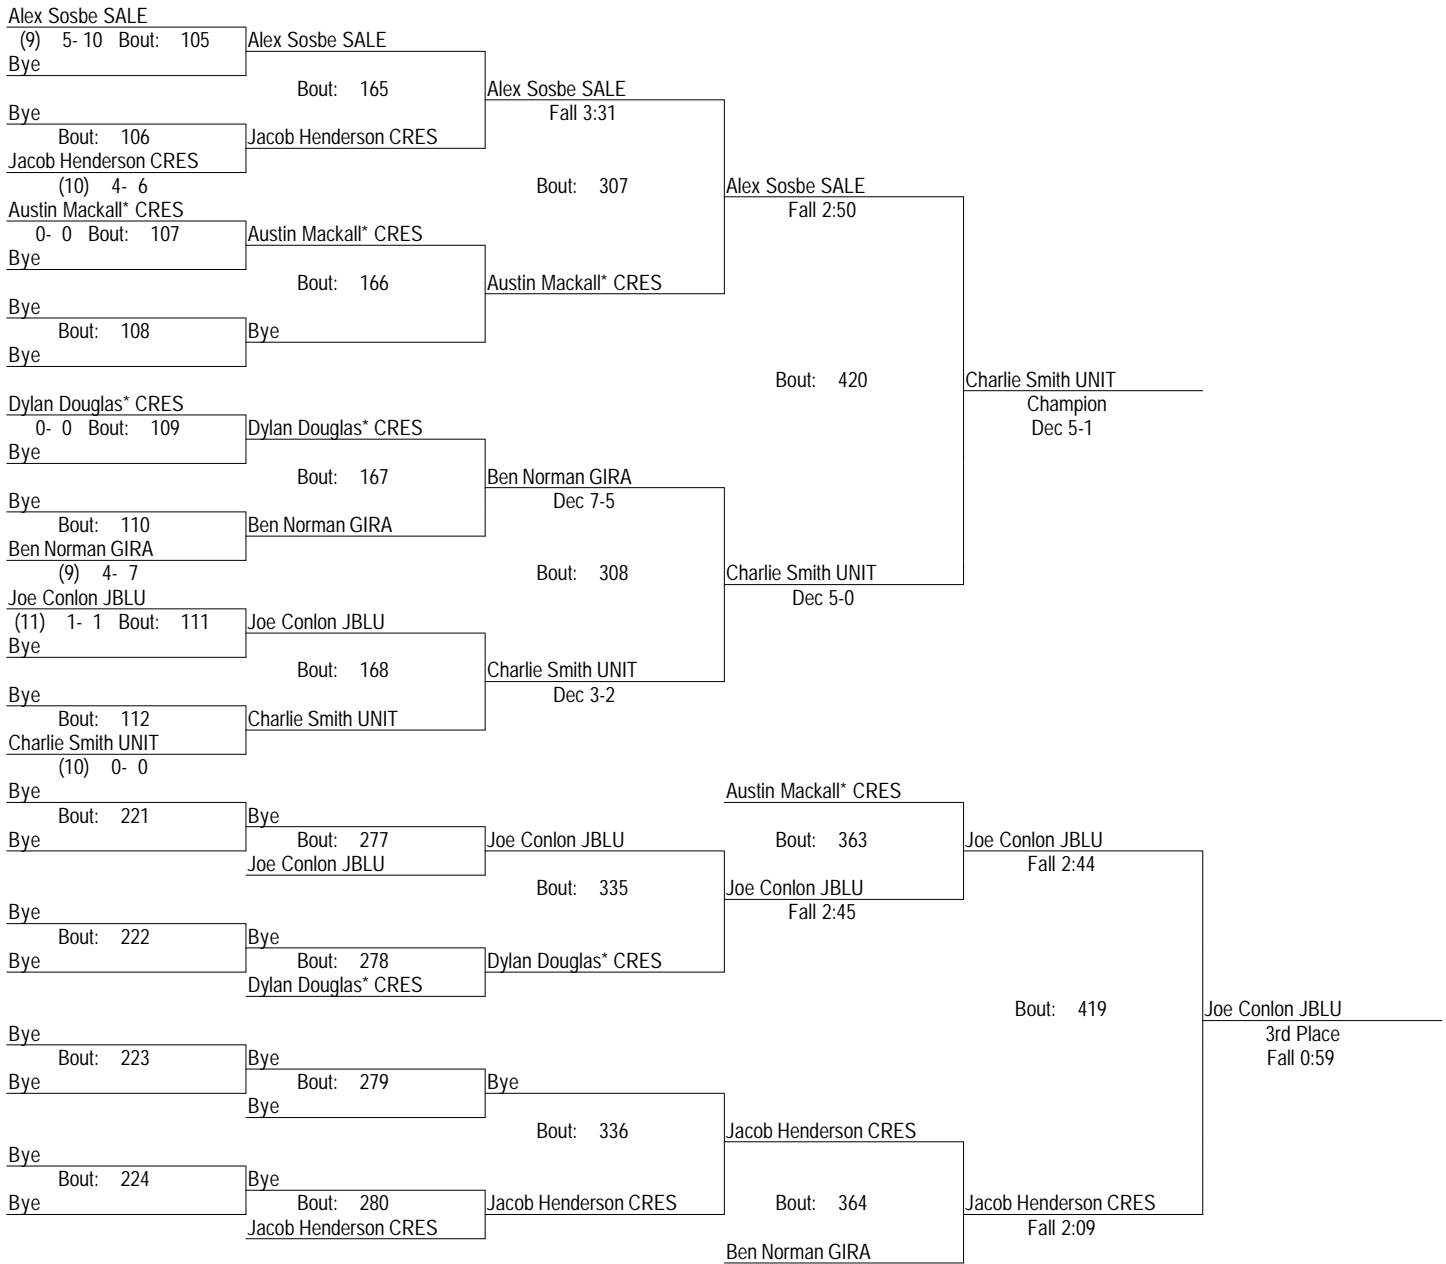 Alex Sosbe SALE
(9) 5- 10 Bout: 105 Alex Sosbe SALE
Bye
Bout: 165 Alex Sosbe SALE
Bye Fall 3:31
Bout: 106 Jacob Henderson CRES
Jacob Henderson CRES
(10) 4- 6 Bout: 307 Alex Sosbe SALE
Austin Mackall* CRES Fall 2:50
0- 0 Bout: 107 Austin Mackall* CRES
Bye
Bout: 166 Austin Mackall* CRES
Bye
Bout: 108 Bye
Bye
Bout: 420 Charlie Smith UNIT
Dylan Douglas* CRES Champion
0- 0 Bout: 109 Dylan Douglas* CRES Dec 5-1
Bye
Bout: 167 Ben Norman GIRA
Bye Dec 7-5
Bout: 110 Ben Norman GIRA
Ben Norman GIRA
(9) 4- 7 Bout: 308 Charlie Smith UNIT
Joe Conlon JBLU Dec 5-0
(11) 1- 1 Bout: 111 Joe Conlon JBLU
Bye
Bout: 168 Charlie Smith UNIT
Bye Dec 3-2
Bout: 112 Charlie Smith UNIT
Charlie Smith UNIT
(10) 0- 0
Bye Austin Mackall* CRES
Bout: 221 Bye
Bye Bout: 277 Joe Conlon JBLU Bout: 363 Joe Conlon JBLU
Joe Conlon JBLU Fall 2:44
Bout: 335 Joe Conlon JBLU
Bye Fall 2:45
Bout: 222 Bye
Bye Bout: 278 Dylan Douglas* CRES
Dylan Douglas* CRES
Bout: 419 Joe Conlon JBLU
Bye 3rd Place
Bout: 223 Bye Fall 0:59
Bye Bout: 279 Bye
Bye
Bout: 336 Jacob Henderson CRES
Bye
Bout: 224 Bye
Bye Bout: 280 Jacob Henderson CRES Bout: 364 Jacob Henderson CRES
Jacob Henderson CRES Fall 2:09
Ben Norman GIRA